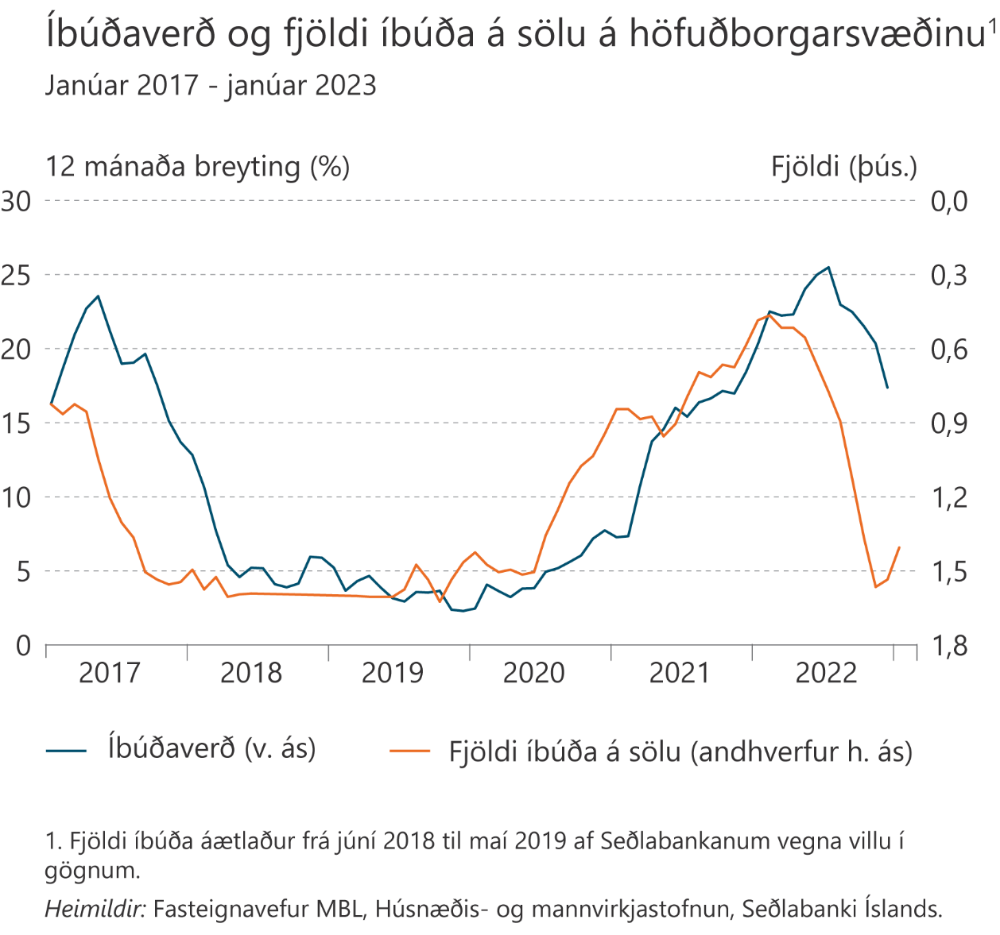 Íbúðaverð og fjöldi íbúða á sölu á höfuðborgarsvæðinu¹
Janúar 2017 - janúar 2023
12 mánaða breyting (%)
Fjöldi (þús.)
30
0,0
25
0,3
20
0,6
15
0,9
10
1,2
5
1,5
0
1,8
2017
2018
2019
2020
2021
2022
Íbúðaverð (v. ás)
Fjöldi íbúða á sölu (andhverfur h. ás)
1. Fjöldi íbúða áætlaður frá júní 2018 til maí 2019 af Seðlabankanum vegna villu í
gögnum.
Heimildir: Fasteignavefur MBL, Húsnæðis- og mannvirkjastofnun, Seðlabanki Íslands.